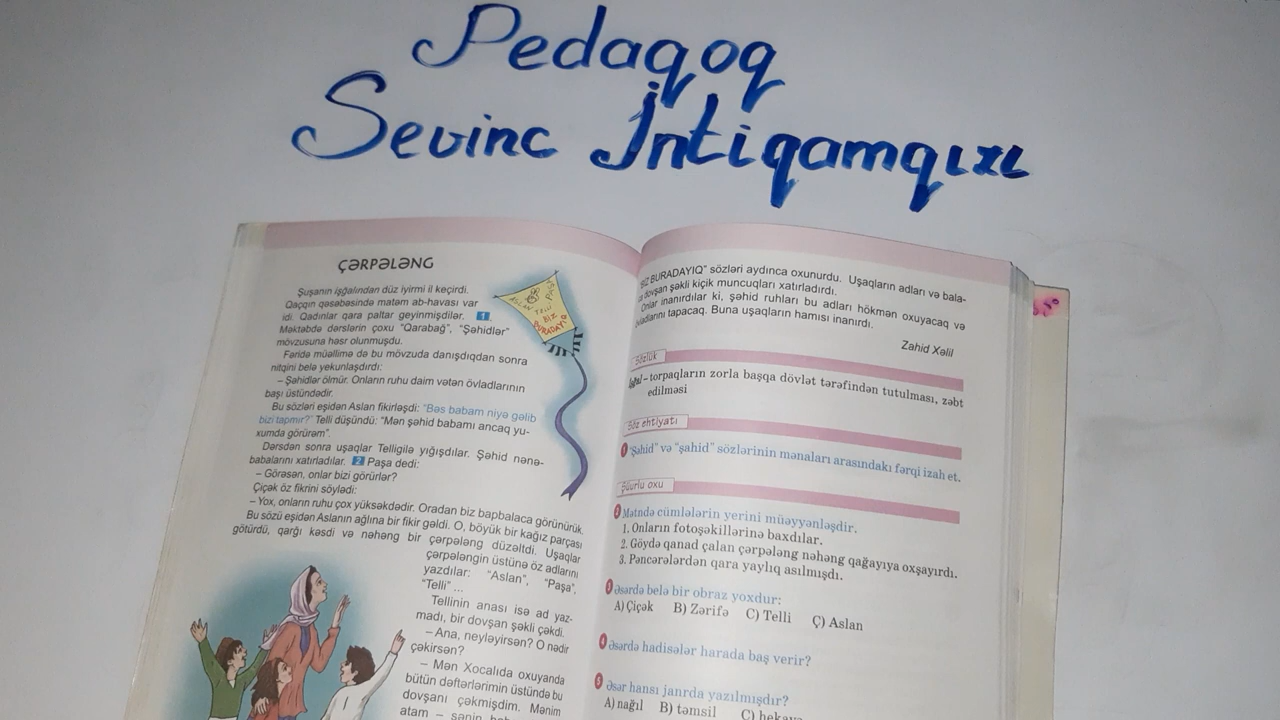 Pedaqoq
Sevinc İntiqamqızı
ÇƏRPƏLƏNG
Şuşanın işğalından düz iyirmi il keçirdi.
Qaçqın qəsəbəsində matəm ab-havası var
idi. Qadınlar qara paltar geyinmişdilər. 1
Məktəbdə dərslərin çoxu “Qarabağ”, “Şəhidlər”
mövzusuna həsr olunmuşdu.
Fəridə müəllimə də bu mövzuda danışdıqdan sonra
nitqini belə yekunlaşdırdı:
– Şəhidlər ölmür. Onların ruhu daim vətən övladlarının
başı üstündədir.
Bu sözləri eşidən Aslan fikirləşdi: “Bəs babam niyə gəlib
bizi tapmır?” Telli düşündü: “Mən şəhid babamı ancaq yu-
xumda görürəm”.
Dərsdən sonra uşaqlar Telligilə yığışdılar. Şəhid nənə-
babalarını xatırladılar. 2 Paşa dedi:
– Görəsən, onlar bizi görürlər?
Çiçək öz fikrini söylədi:
– Yox, onların ruhu çox yüksəkdədir. Oradan biz bapbalaca görünürük.
Bu sözü eşidən Aslanın ağlına bir fikir gəldi. O, böyük bir kağız parçası
götürdü, qarğı kəsdi və nəhəng bir çərpələng düzəltdi. Uşaqlar
çərpələngin üstünə öz adlarını
yazdılar: “Aslan”, “Paşa”,
“Telli” ...
Tellinin anası isə ad yaz-
madı, bir dovşan şəkli çəkdi.
– Ana, neyləyirsən? O nədir
çəkirsən?
– Mən Xocalıda oxuyanda
bütün dəftərlərimin üstündə bu
dovşanı çəkmişdim. Mənim
atam – sənin
BİZ
BURADAYIQ
BURADAYIQ” sözləri aydınca oxunurdu. Uşaqların adları və bala-
dovşan şəkli kiçik muncuqları xatırladırdı.
Onlar inanırdılar ki, şəhid ruhları bu adları hökmən oxuyacaq və
övladlarını tapacaq. Buna uşaqların hamısı inanırdı.
Zahid Xəlil
Sözlük
– torpaqların zorla başqa dövlət tərəfindən tutulması, zəbt
edilməsi
Söz ehtiyatı
1 “Şəhid” və “şahid” sözlərinin mənaları arasındakı fərqi izah et.
Şüurlu oxu
2 Mətndə cümlələrin yerini müəyyənləşdir.
1. Onların fotoşəkillərinə baxdılar.
2. Göydə qanad çalan çərpələng nəhəng qağayıya oxşayırdı.
3. Pəncərələrdən qara yaylıq asılmışdı.
3 Əsərdə belə bir obraz yoxdur:
A) Çiçək B) Zərifə C) Telli Ç) Aslan
4 Əsərdə hadisələr harada baş verir?
5 Əsər hansı janrda yazılmışdır?
A) nağıl B) təmsil C)